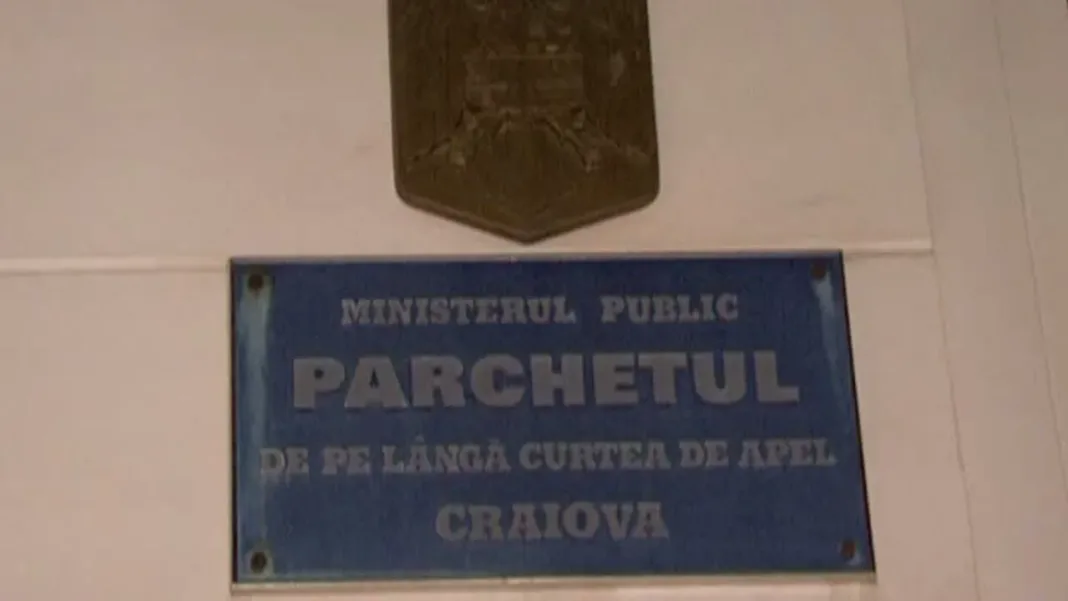 MINISTERUL PUBLIC
PARCHETUL
DE PE LÂNGĂ CURTEA DE APEL
CRAIOVA